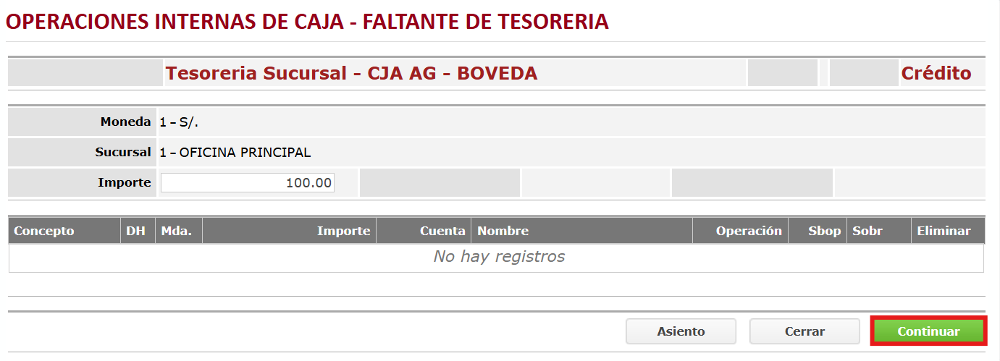 OPERACIONES INTERNAS DE CAJA - FALTANTE DE TESORERIA
Tesoreria Sucursal - CJA AG - BOVEDA Crédito
Moneda 1 – S/.
Sucursal 1 – OFICINA PRINCIPAL
Importe 100.00
Concepto DH Mda. Importe Cuenta Nombre Operación Sbop Sobr Eliminar
No hay registros
Asiento Cerrar Continuar